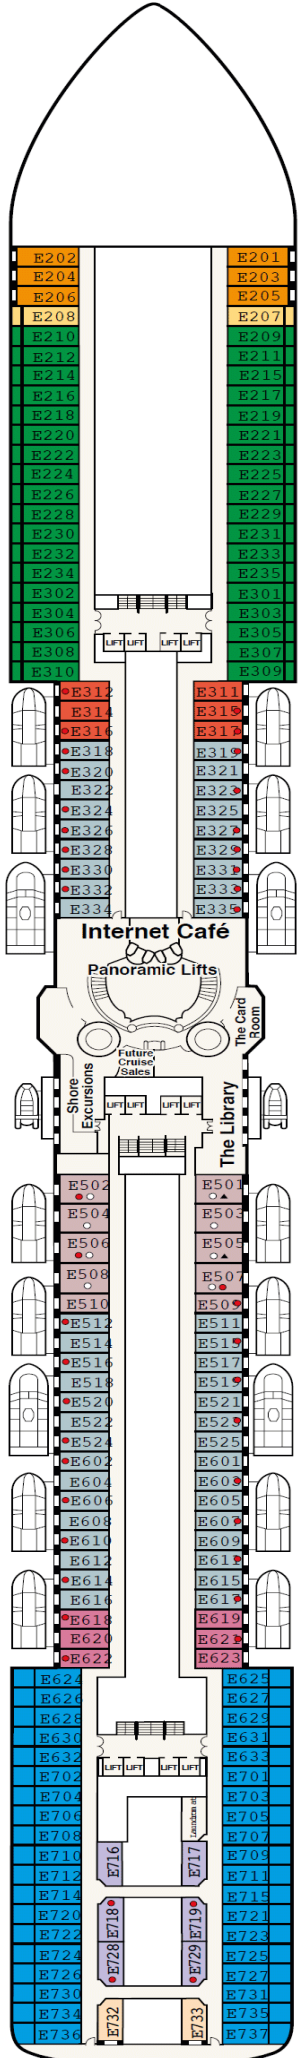 E202 E201
E204 E203
E206 E205
E208 E207
E210 E209
E212 E211
E214 E215
E216 E217
E218 E219
E220 E221
E222 E223
E224 E225
E226 E227
E228 E229
E230 E231
E232 E233
E234 E235
E302 E301
E304 E303
E306 E305
E308 E307
E310 E309
LIFT LIFT LIFT LIFT
E312 E311
E314 E315
E316 E317
E318 E319
E320 E321
E322 E323
E324 E325
E326 E327
E328 E329
E330 E331
E332 E333
E334 E335
Internet Café
Panoramic Lifts
The Card
Room
Future
Cruise
Sales
Shore
Excursions
LIFT LIFT LIFT LIFT
The Library
E502 E501
E504 E503
E506 E505
E508 E507
E510 E509
E512 E511
E514 E515
E516 E517
E518 E519
E520 E521
E522 E523
E524 E525
E602 E601
E604 E603
E606 E605
E608 E607
E610 E609
E612 E611
E614 E615
E616 E617
E618 E619
E620 E621
E622 E623
E624 E625
E626 E627
E628 E629
E630 E631
E632 E633
LIFT LIFT LIFT LIFT
E702 E701
E704 E703
E706 E705
E708 E707
Laundromat
E710 E716 E717 E709
E712 E711
E714 E715
E720 E718 E719 E721
E722 E723
E724 E728 E729 E725
E726 E727
E730 E731
E734 E732 E733 E735
E736 E737